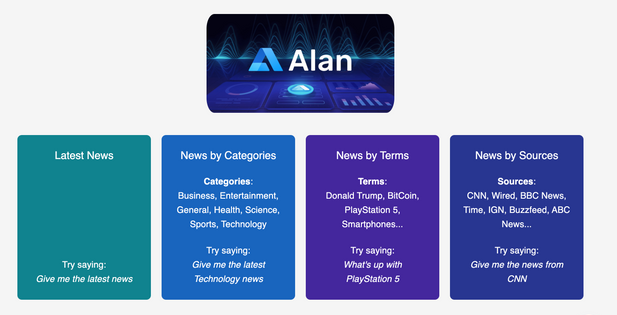 Alan
Latest News
Try saying:
Give me the latest news
News by Categories
Categories:
Business, Entertainment,
General, Health, Science,
Sports, Technology
Try saying:
Give me the latest
Technology news
News by Terms
Terms:
Donald Trump, BitCoin,
PlayStation 5,
Smartphones...
Try saying:
What's up with
PlayStation 5
News by Sources
Sources:
CNN, Wired, BBC News,
Time, IGN, Buzzfeed, ABC
News...
Try saying:
Give me the news from
CNN